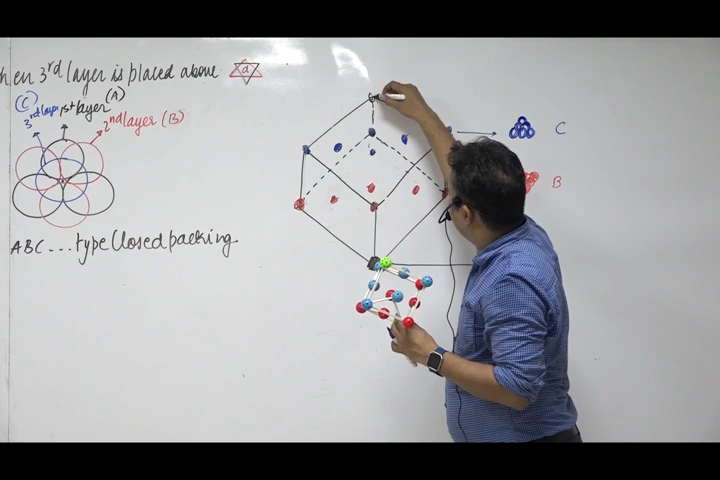 hen 3rd layer is placed above d
(C) (A)
3rd layer 1st layer
2nd layer (B)
ABC ... type Closed packing
C
B